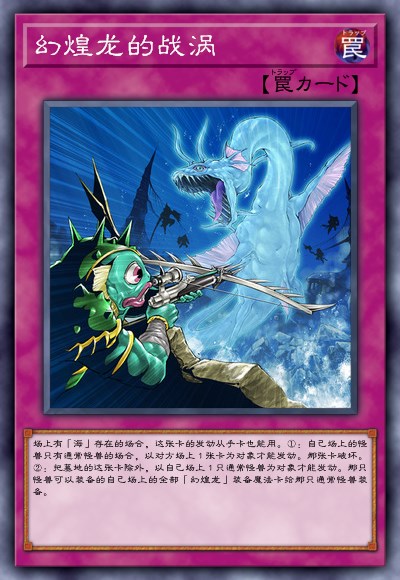 幻煌龙的战涡
トラップ
罠
トラップ
【罠カード】
场上有「海」存在的场合，这张卡的发动从手卡也能用。①：自己场上的怪
兽只有通常怪兽的场合，以对方场上1张卡为对象才能发动。那张卡破坏。
②：把墓地的这张卡除外，以自己场上1只通常怪兽为对象才能发动。那只
怪兽可以装备的自己场上的全部「幻煌龙」装备魔法卡给那只通常怪兽装
备。